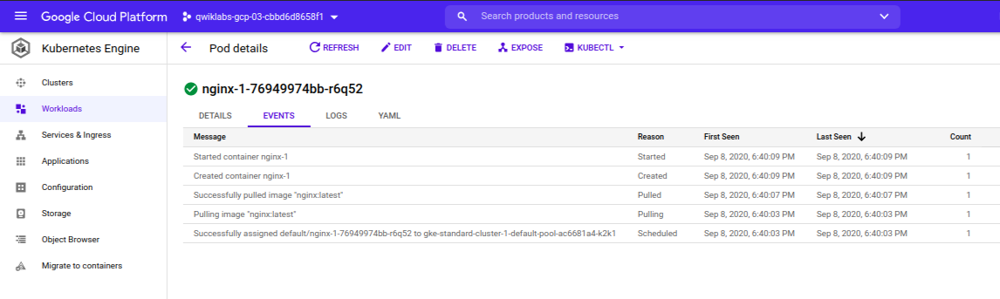 Google Cloud Platform qwiklabs-gcp-03-cbbd6d8658f1 Search products and resources
Kubernetes Engine Pod details REFRESH EDIT DELETE EXPOSE KUBECTL
Clusters
Workloads
Services & Ingress
Applications
Configuration
Storage
Object Browser
Migrate to containers
nginx-1-76949974bb-r6q52
DETAILS EVENTS LOGS YAML
Message Reason First Seen Last Seen Count
Started container nginx-1 Started Sep 8, 2020, 6:40:09 PM Sep 8, 2020, 6:40:09 PM 1
Created container nginx-1 Created Sep 8, 2020, 6:40:09 PM Sep 8, 2020, 6:40:09 PM 1
Successfully pulled image "nginx:latest" Pulled Sep 8, 2020, 6:40:07 PM Sep 8, 2020, 6:40:07 PM 1
Pulling image "nginx:latest" Pulling Sep 8, 2020, 6:40:03 PM Sep 8, 2020, 6:40:03 PM 1
Successfully assigned default/nginx-1-76949974bb-r6q52 to gke-standard-cluster-1-default-pool-ac6681a4-k2k1 Scheduled Sep 8, 2020, 6:40:03 PM Sep 8, 2020, 6:40:03 PM 1